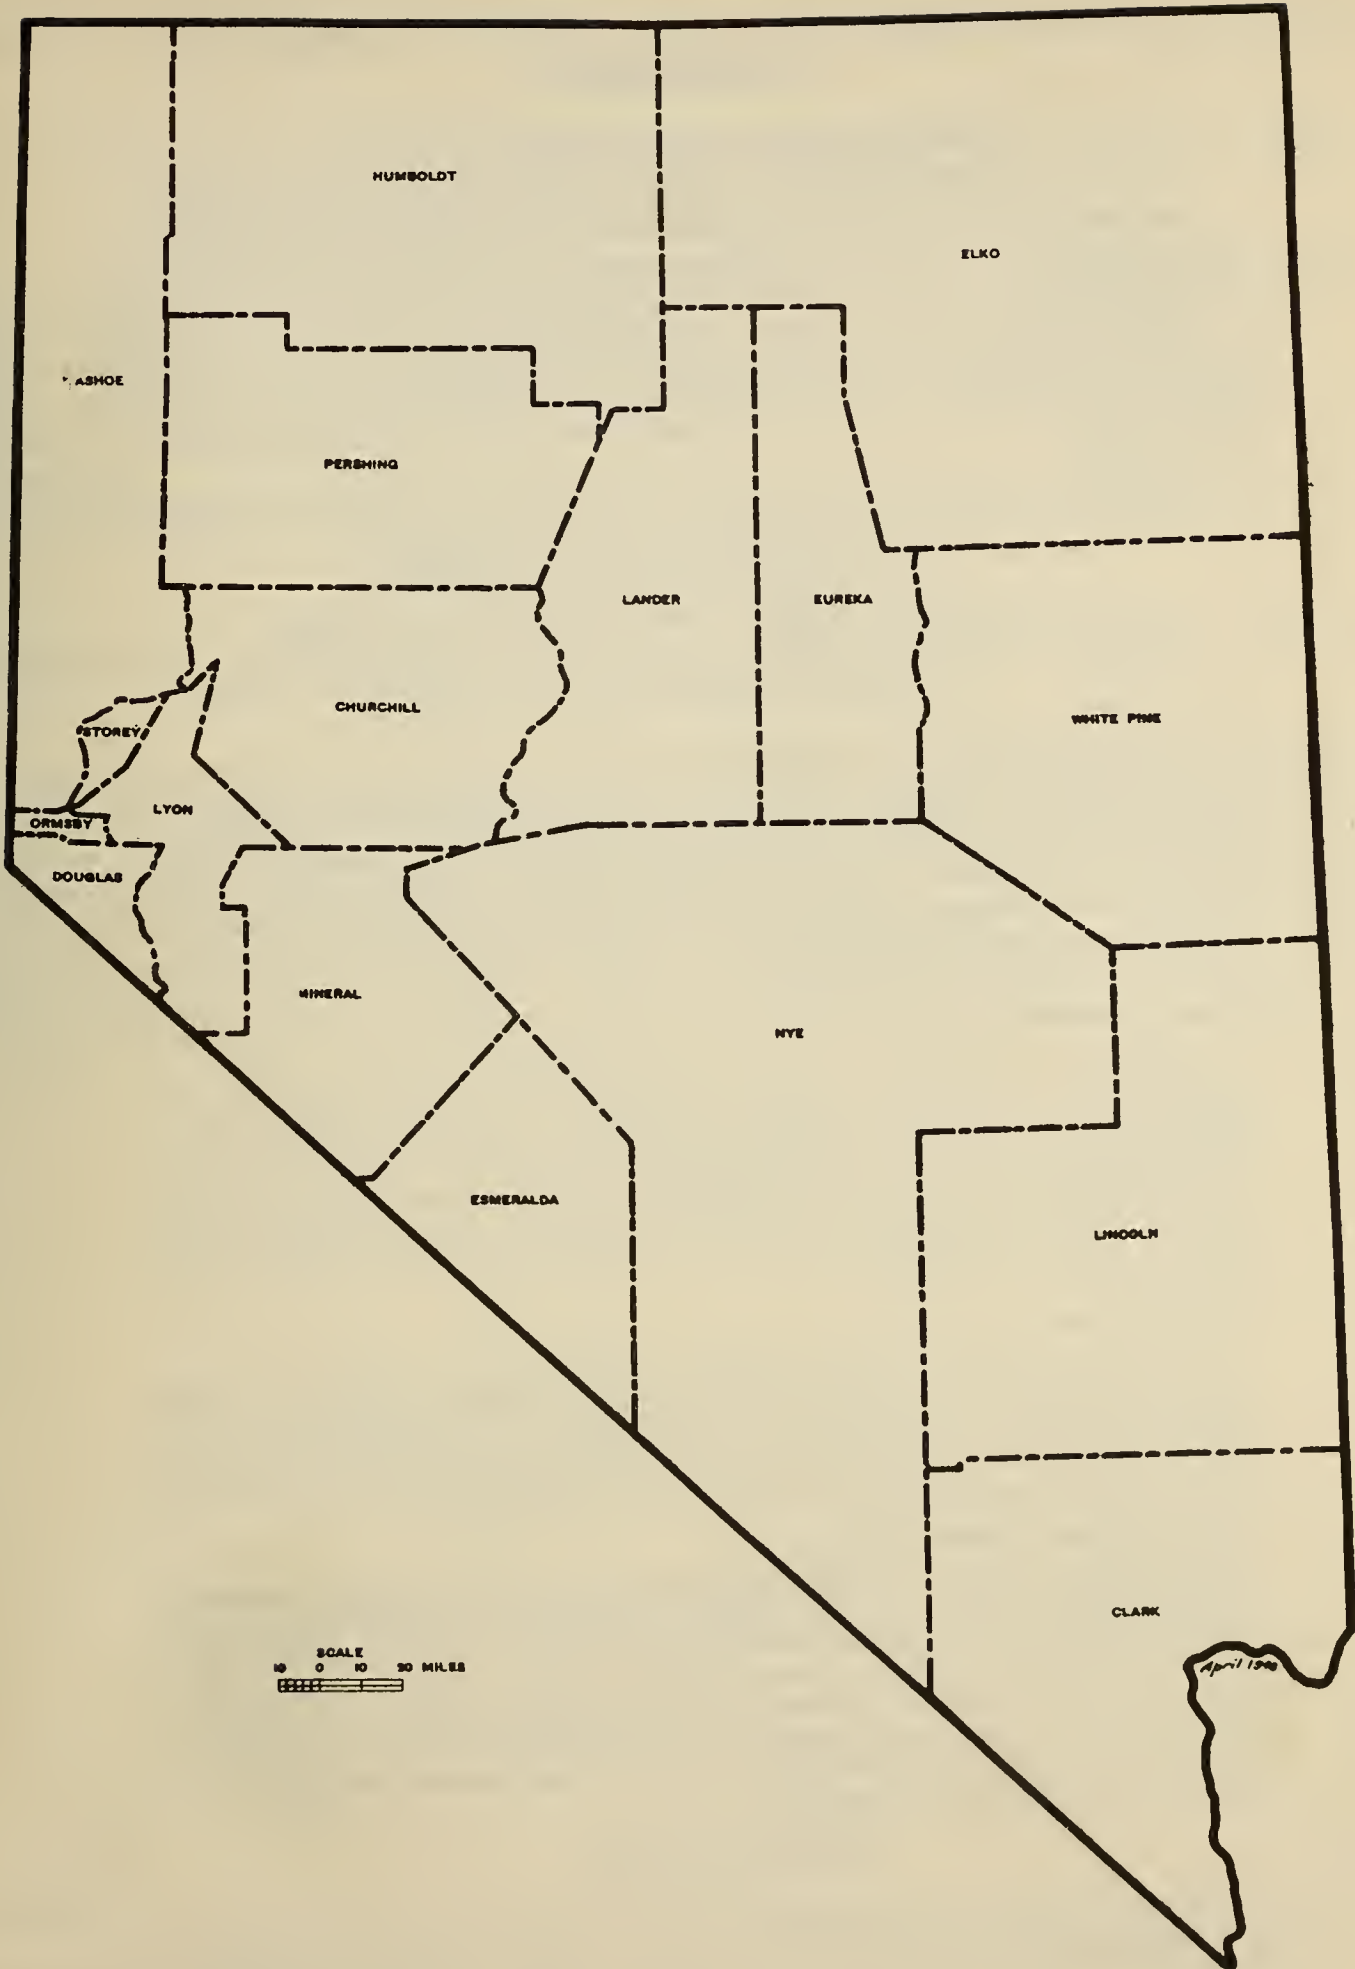 HUMBOLDT
ELKO
ASHOE
PERSHING
LANDER
EUREKA
CHURCHILL
WHITE PINE
STOREY
LYON
ORMSBY
DOUGLAS
MINERAL
NYE
ESMERALDA
LINCOLN
CLARK
SCALE
10 0 10 20 MILES
April